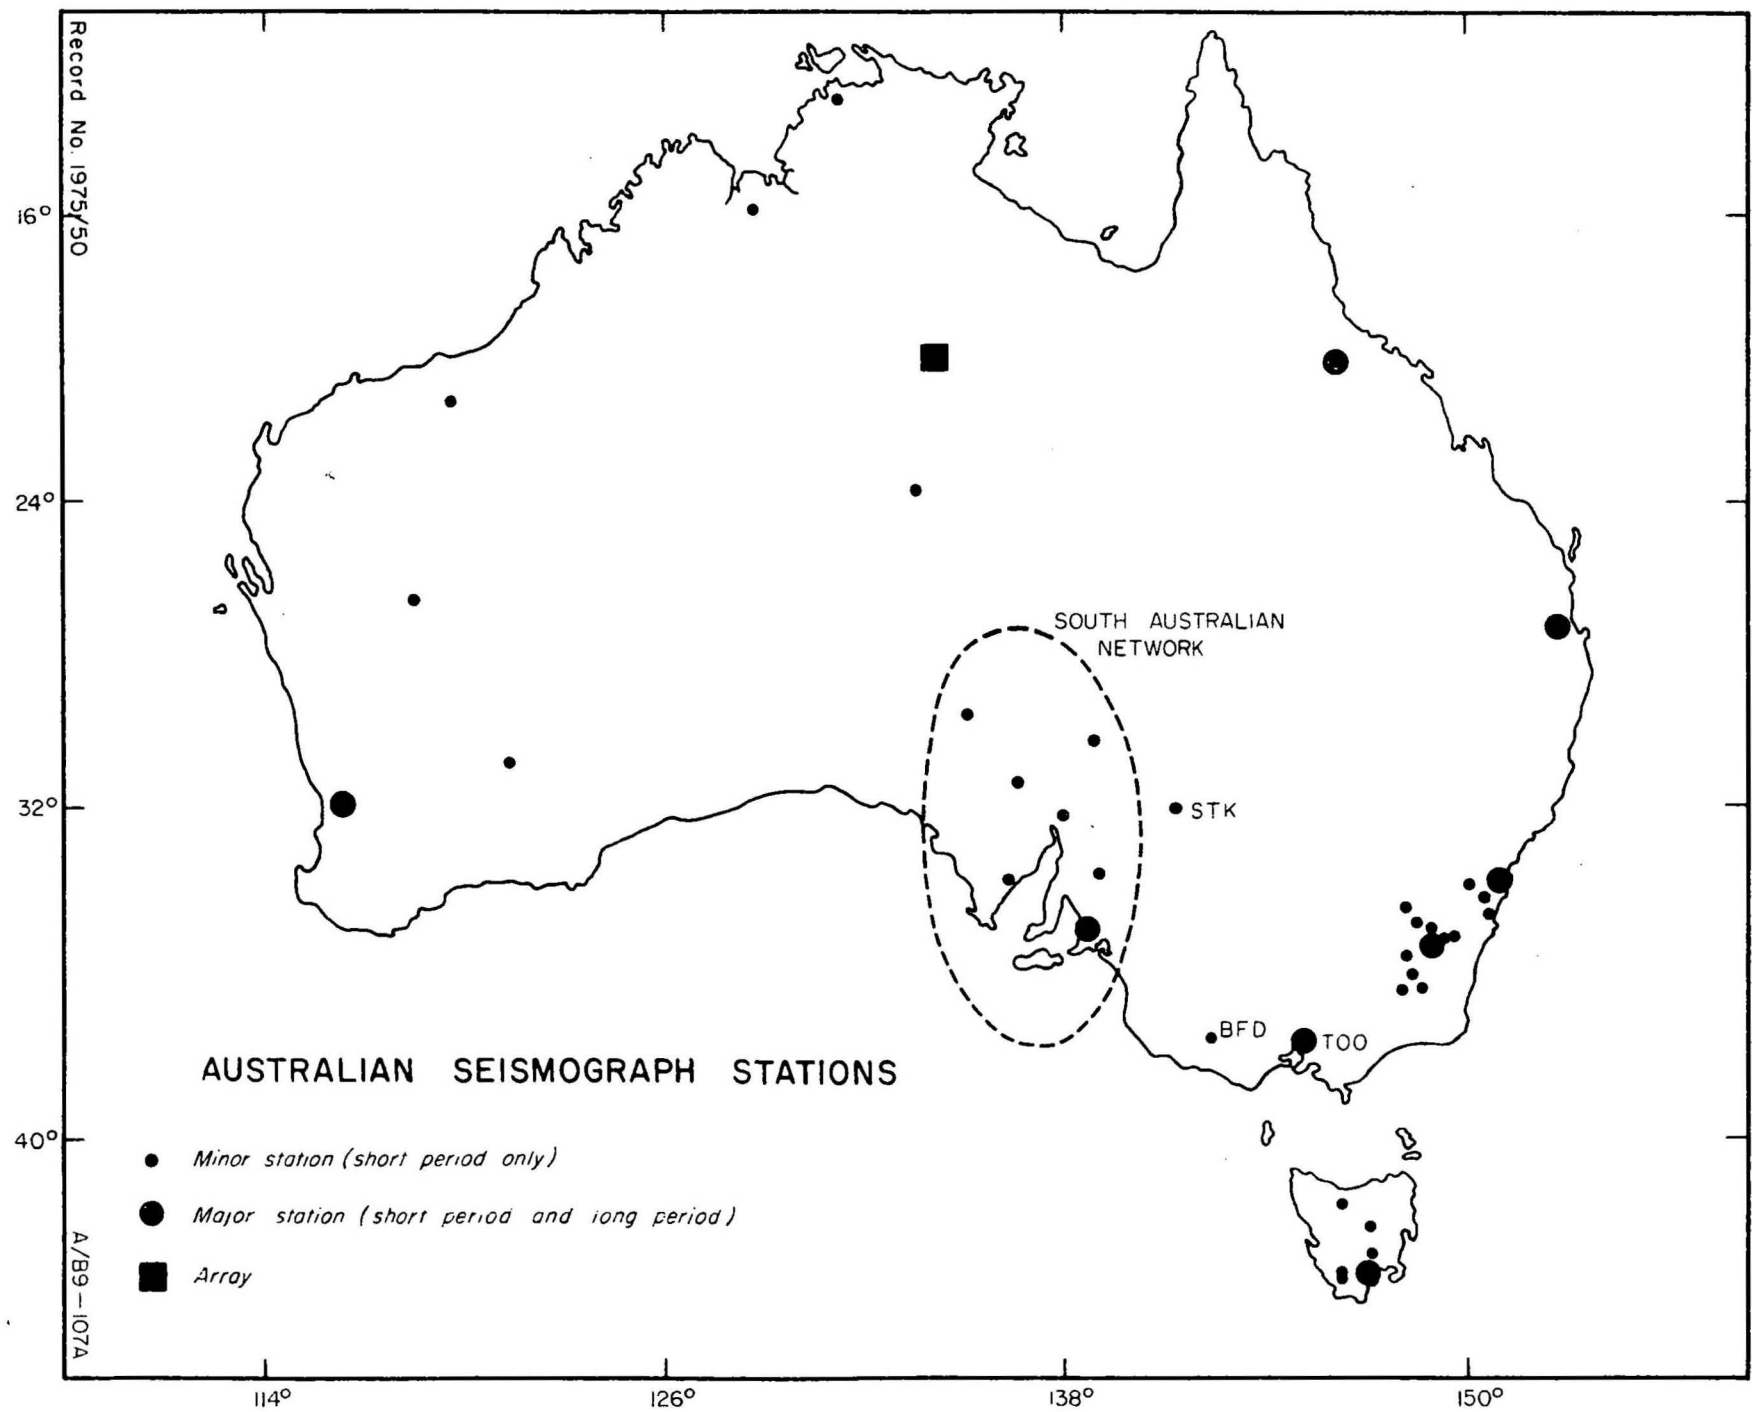 Record No. 1975/50
16°
24°
32°
40°
SOUTH AUSTRALIAN
NETWORK
STK
BFD
TOO
AUSTRALIAN SEISMOGRAPH STATIONS
Minor station (short period only)
Major station (short period and long period)
Array
A/B9-107A
114°
126°
138°
150°